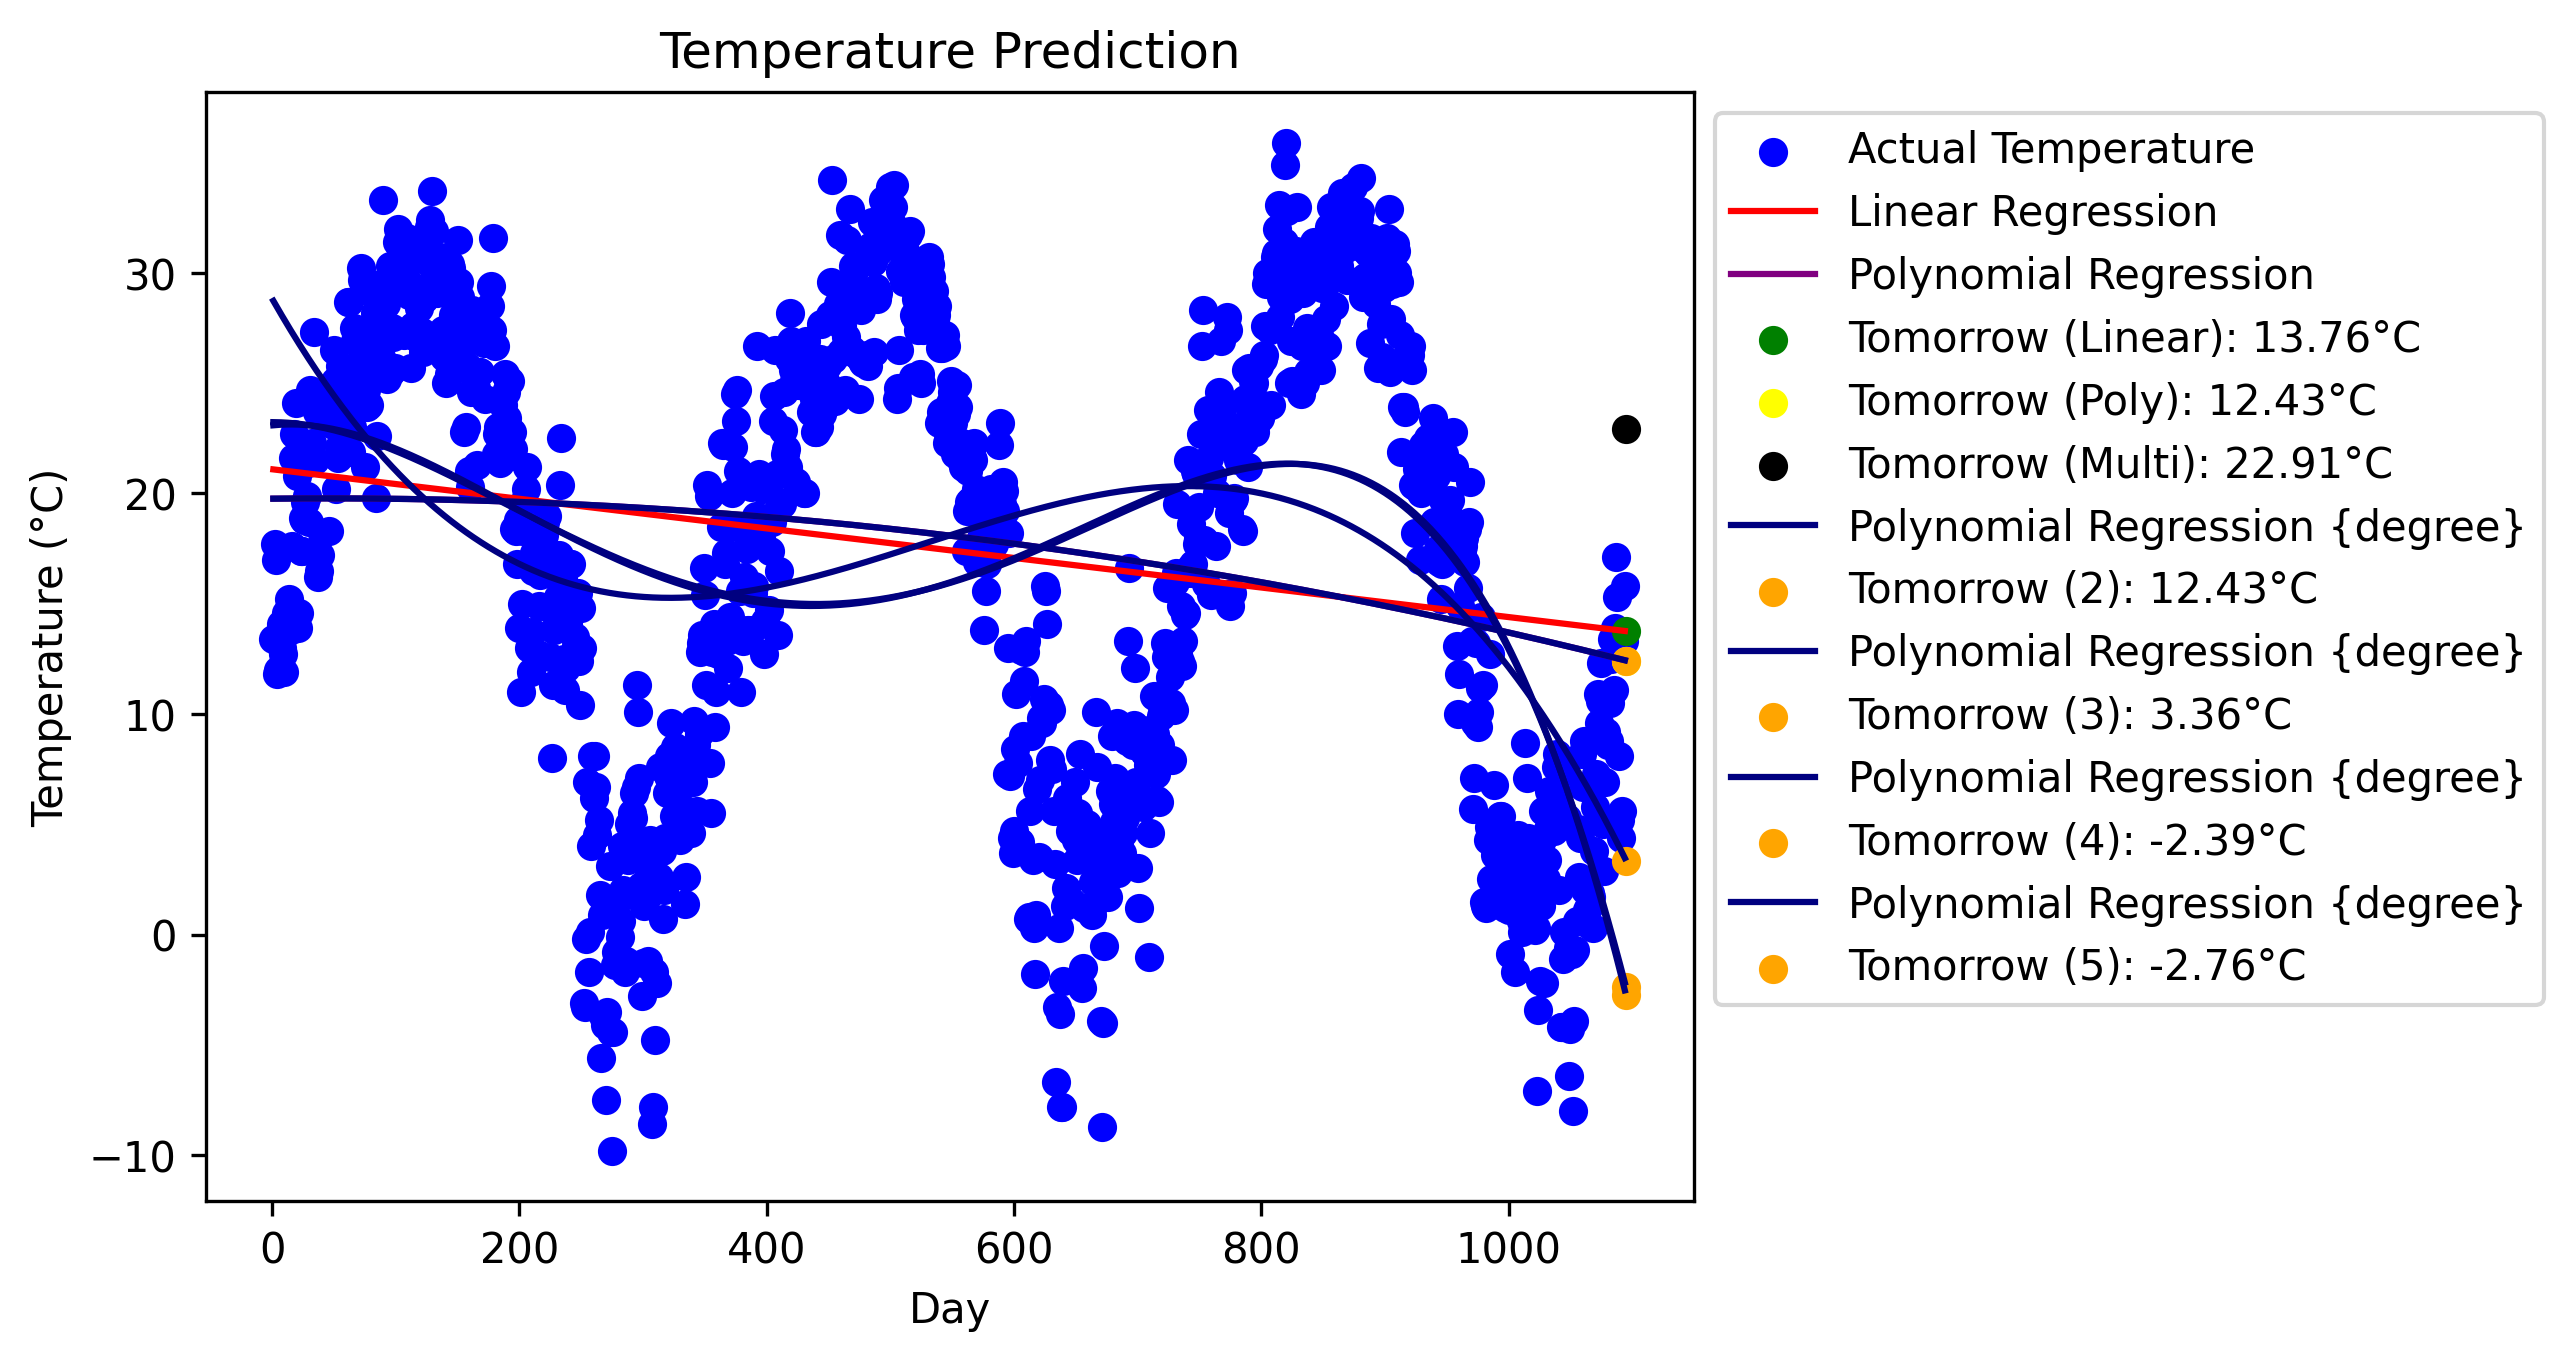 Temperature Prediction
Temperature (°C)
30
20
10
0
−10
0 200 400 600 800 1000
Day
Actual Temperature
Linear Regression
Polynomial Regression
Tomorrow (Linear): 13.76°C
Tomorrow (Poly): 12.43°C
Tomorrow (Multi): 22.91°C
Polynomial Regression {degree}
Tomorrow (2): 12.43°C
Polynomial Regression {degree}
Tomorrow (3): 3.36°C
Polynomial Regression {degree}
Tomorrow (4): -2.39°C
Polynomial Regression {degree}
Tomorrow (5): -2.76°C